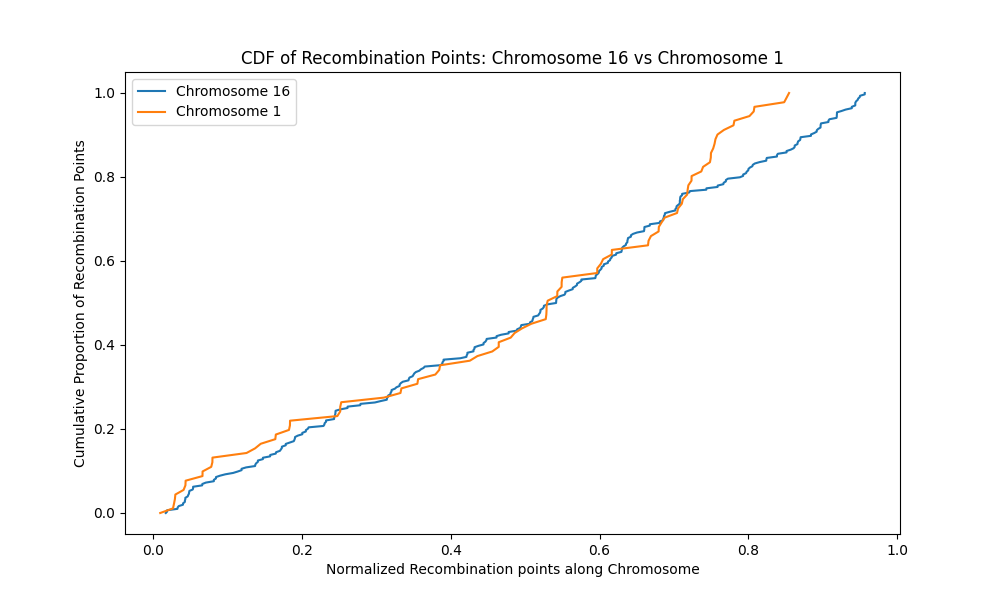 CDF of Recombination Points: Chromosome 16 vs Chromosome 1
Chromosome 16
Chromosome 1
Cumulative Proportion of Recombination Points
1.0
0.8
0.6
0.4
0.2
0.0
0.0 0.2 0.4 0.6 0.8 1.0
Normalized Recombination points along Chromosome